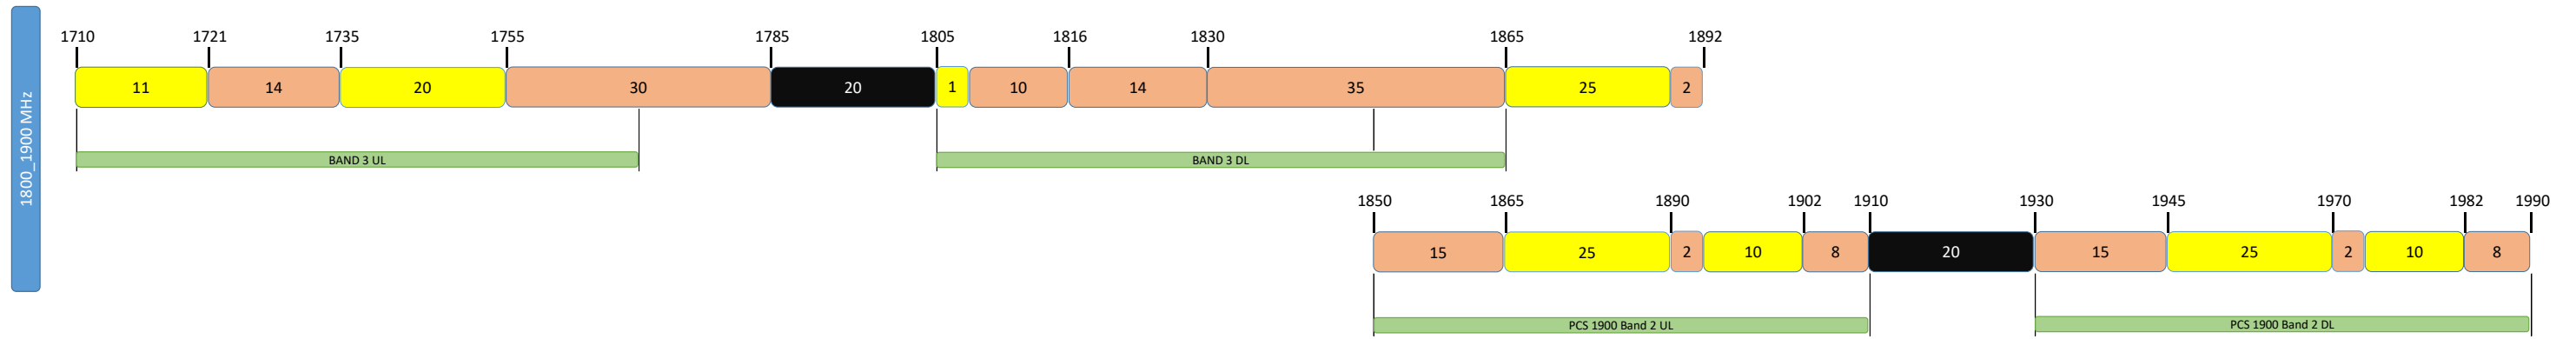 1800_1900 MHz
1710 1721 1735 1755 1785 1805 1816 1830 1865 1892
11 14 20 30 20 1 10 14 35 25 2
BAND 3 UL BAND 3 DL
1850 1865 1890 1902 1910 1930 1945 1970 1982 1990
15 25 2 10 8 20 15 25 2 10 8
PCS 1900 Band 2 UL PCS 1900 Band 2 DL